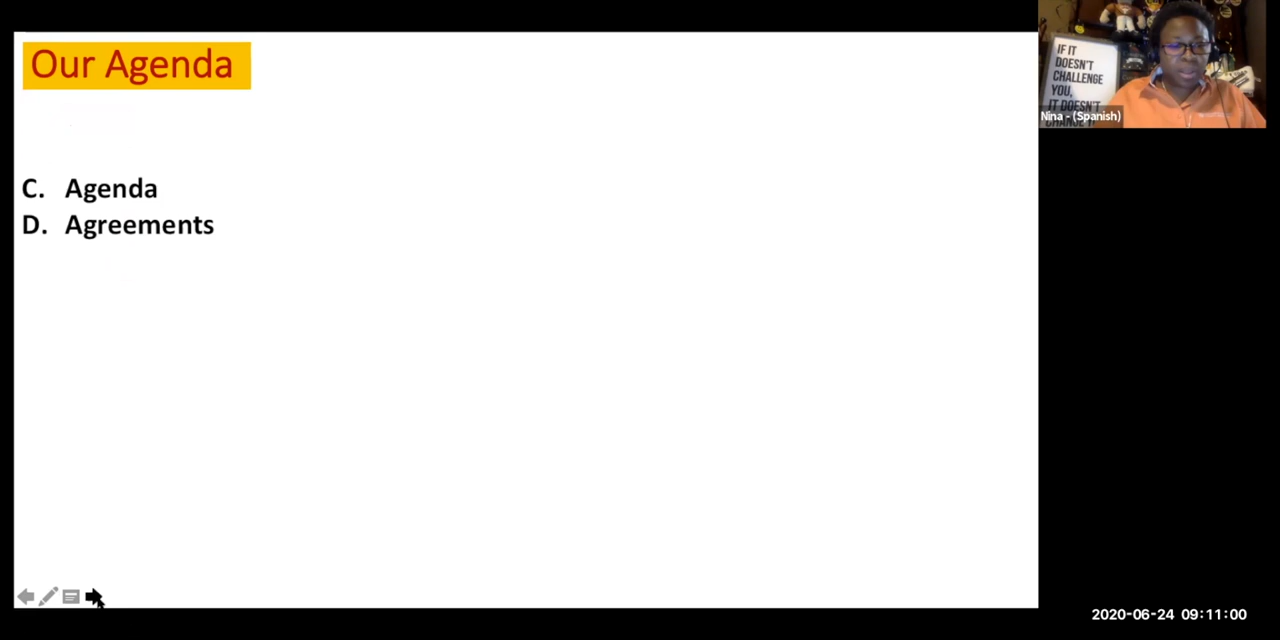 Our Agenda
C. Agenda
D. Agreements
IF IT
DOESN'T
CHALLENGE
YOU,
IT DOESN'T
Nina - (Spanish)
2020-06-24 09:11:00